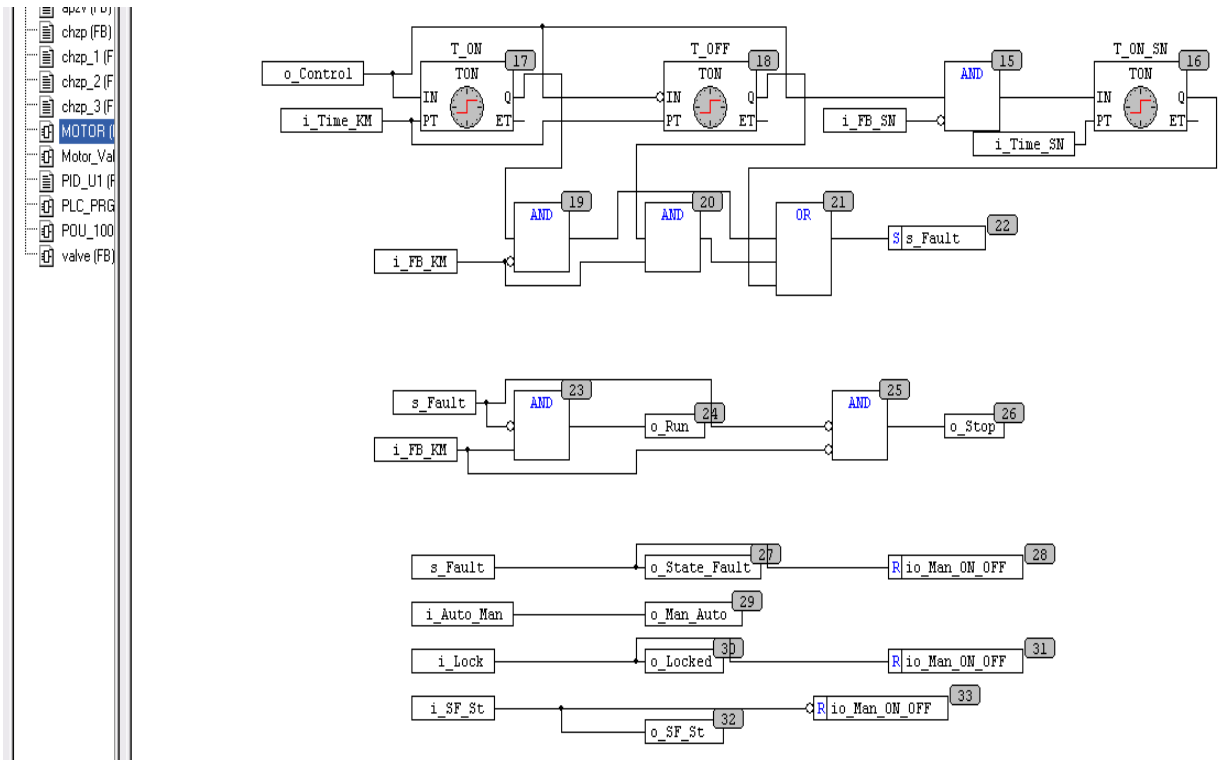 apzv (FB)
chzp (FB)
chzp_1 (F
chzp_2 (F
chzp_3 (F
MOTOR (
Motor_Val
PID_U1 (F
PLC_PRG
POU_100
valve (FB)
T_ON
17
T_OFF
18
15
T_ON_SN
16
o_Control
TON
TON
AND
TON
IN Q
IN Q
IN Q
i_Time_KM
PT ET
PT ET
i_FB_SN
PT ET
i_Time_SN
19
20
21
AND
AND
OR
22
S s_Fault
i_FB_KM
23
25
s_Fault
AND
24
AND
26
o_Run
o_Stop
i_FB_KM
27
28
s_Fault
o_State_Fault
R io_Man_ON_OFF
29
i_Auto_Man
o_Man_Auto
30
31
i_Lock
o_Locked
R io_Man_ON_OFF
33
i_SF_St
R io_Man_ON_OFF
32
o_SF_St